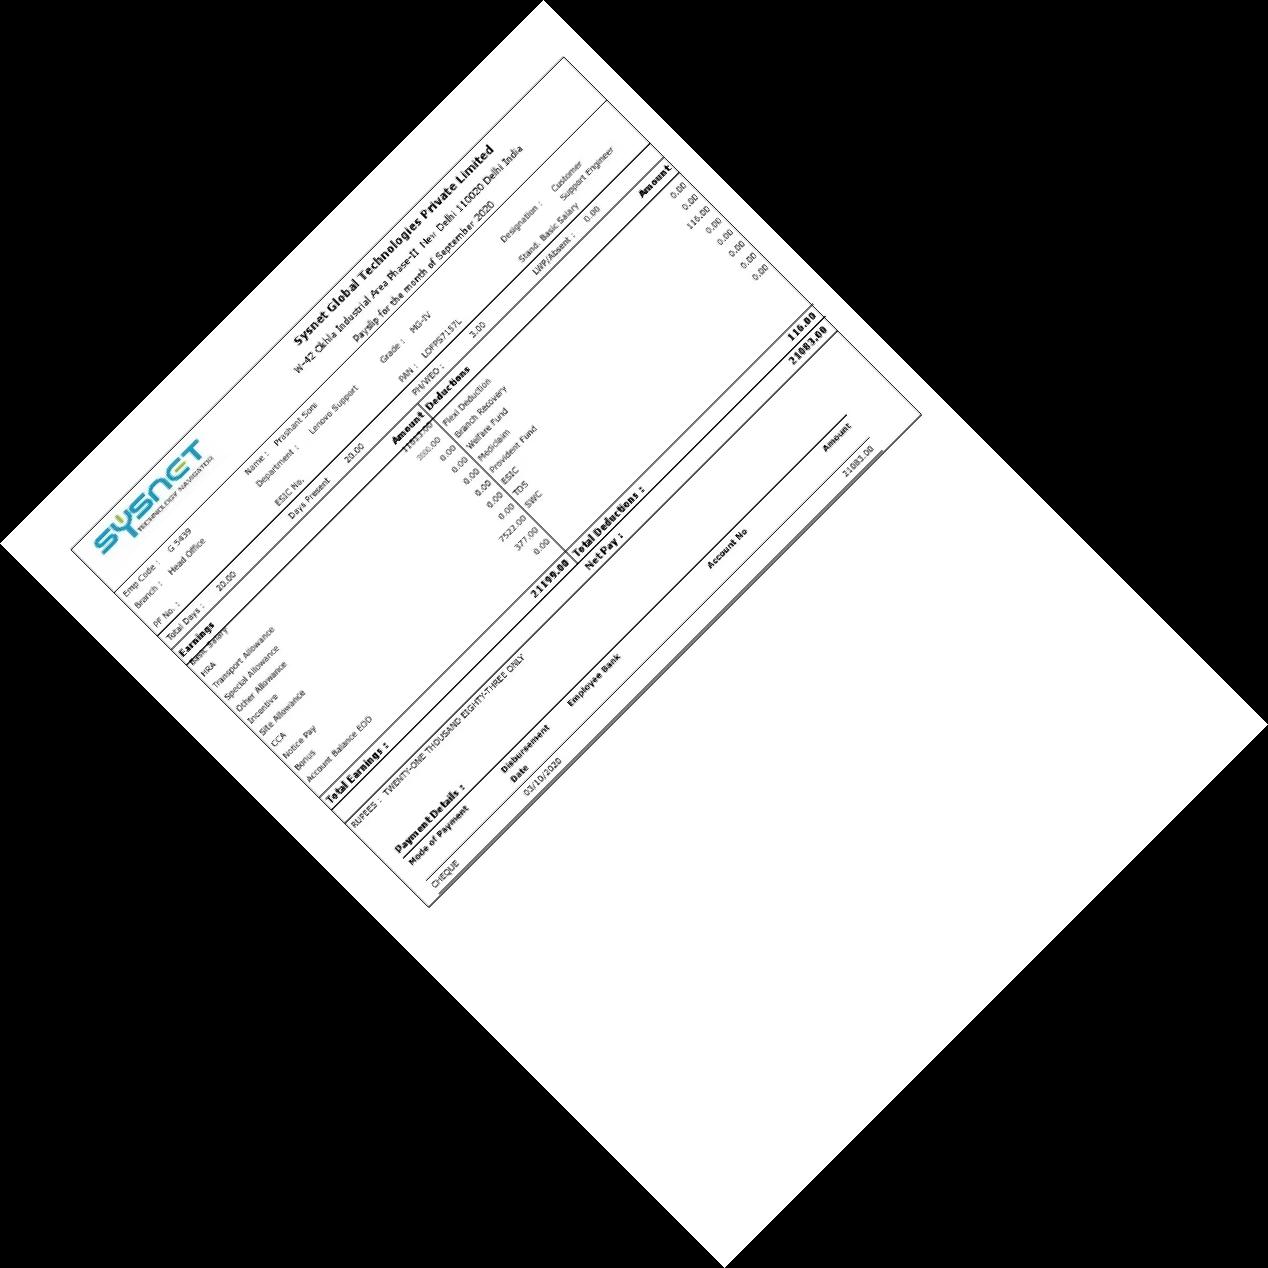 SYSNET
TECHNOLOGY NAVIGATOR
Sysnet Global Technologies Private Limited
W-42 Okhla Industrial Area Phase-II New Delhi 110020 Delhi India
Payslip for the month of September 2020
Emp Code : G 5439 Name : Prashant Soni Grade : MG-IV Designation : Customer Support Engineer
Branch : Head Office Department : Lenovo Support
PF No. : ESIC No. PAN : LOFPS7157L Stand. Basic Salary
Total Days : 20.00 Days Present 20.00 PH/WEO : 3.00 LWP/Absent : 0.00
Earnings Amount Deductions Amount
Basic Salary Flexi Deduction 0.00
HRA Branch Recovery 0.00
Transport Allowance 0.00 Welfare Fund 116.00
Special Allowance 0.00 Mediclaim 0.00
Other Allowance 0.00 Provident Fund 0.00
Incentive 0.00 ESIC 0.00
Site Allowance 0.00 TDS 0.00
CCA 0.00 SWC 0.00
Notice Pay 7522.00
Bonus 377.00
Account Balance EOD 0.00
Total Earnings : 21199.00 Total Deductions : 116.00
Net Pay : 21083.00
RUPEES : TWENTY-ONE THOUSAND EIGHTY-THREE ONLY
Payment Details :
Mode of Payment Disbursement Date Employee Bank Account No Amount
CHEQUE 03/10/2020 21083.00